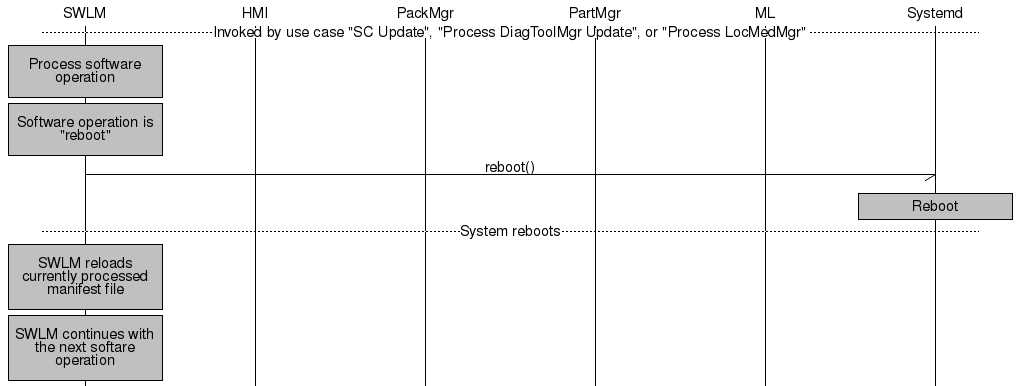 SWLM HMI PackMgr PartMgr ML Systemd
Invoked by use case "SC Update", "Process DiagToolMgr Update", or "Process LocMedMgr"
Process software
operation
Software operation is
"reboot"
reboot()
Reboot
System reboots
SWLM reloads
currently processed
manifest file
SWLM continues with
the next softare
operation